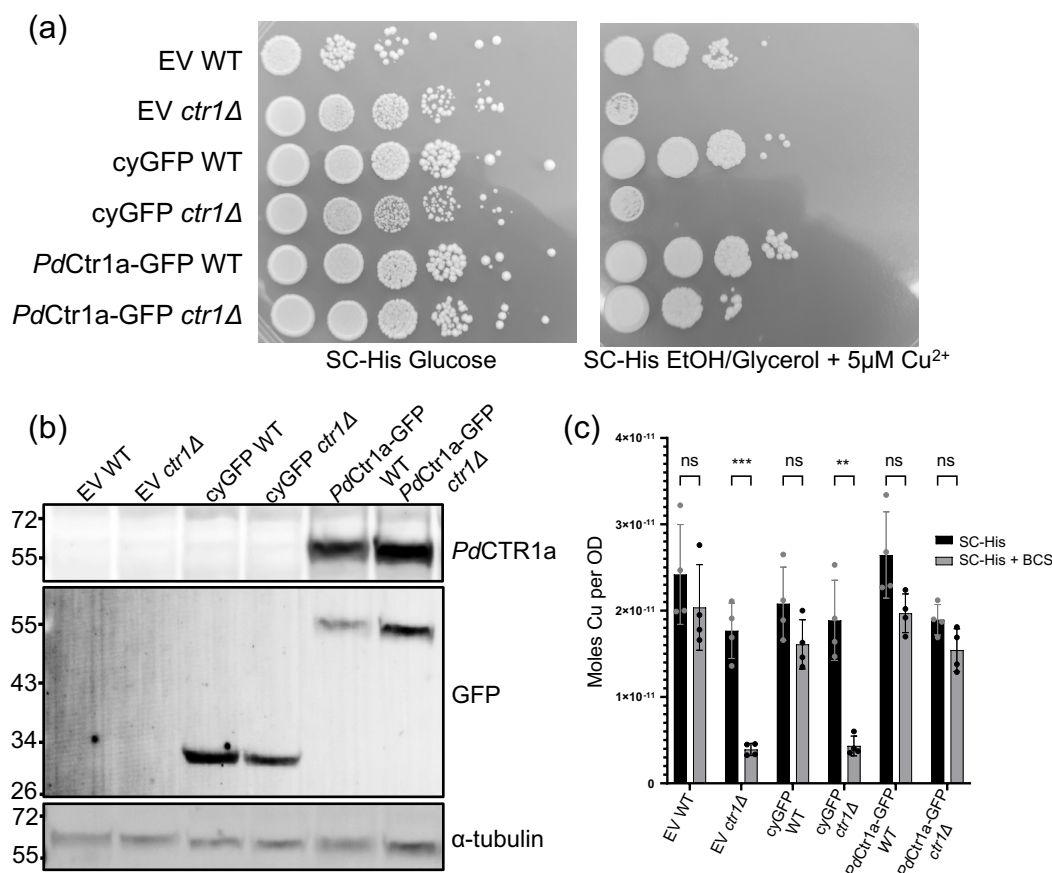 (a)
EV WT
EV ctr1Δ
cyGFP WT
cyGFP ctr1Δ
PdCtr1a-GFP WT
PdCtr1a-GFP ctr1Δ
SC-His Glucose
SC-His EtOH/Glycerol + 5µM Cu²⁺
(b)
EV WT
EV ctr1Δ
cyGFP WT
cyGFP ctr1Δ
PdCtr1a-GFP
WT
PdCtr1a-GFP
ctr1Δ
72
55
PdCTR1a
55
43
34
26
GFP
72
55
α-tubulin
(c)
4×10⁻¹¹
3×10⁻¹¹
2×10⁻¹¹
1×10⁻¹¹
0
Moles Cu per OD
ns
***
ns
**
ns
ns
SC-His
SC-His + BCS
EV WT
EV ctr1Δ
cyGFP
WT
cyGFP
ctr1Δ
PdCtr1a-GFP
WT
PdCtr1a-GFP
ctr1Δ